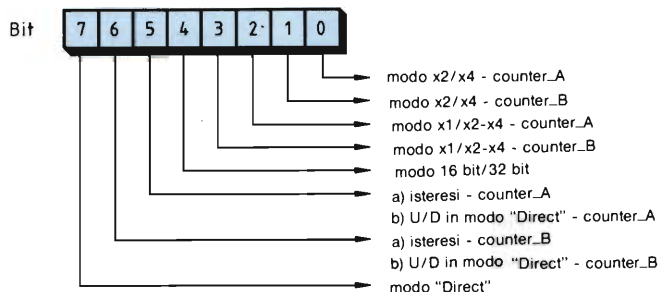 Bit 7 6 5 4 3 2 1 0
modo x2/x4 - counter_A
modo x2/x4 - counter_B
modo x1/x2-x4 - counter_A
modo x1/x2-x4 - counter_B
modo 16 bit/32 bit
a) isteresi - counter_A
b) U/D in modo "Direct" - counter_A
a) isteresi - counter_B
b) U/D in modo "Direct" - counter_B
modo "Direct"